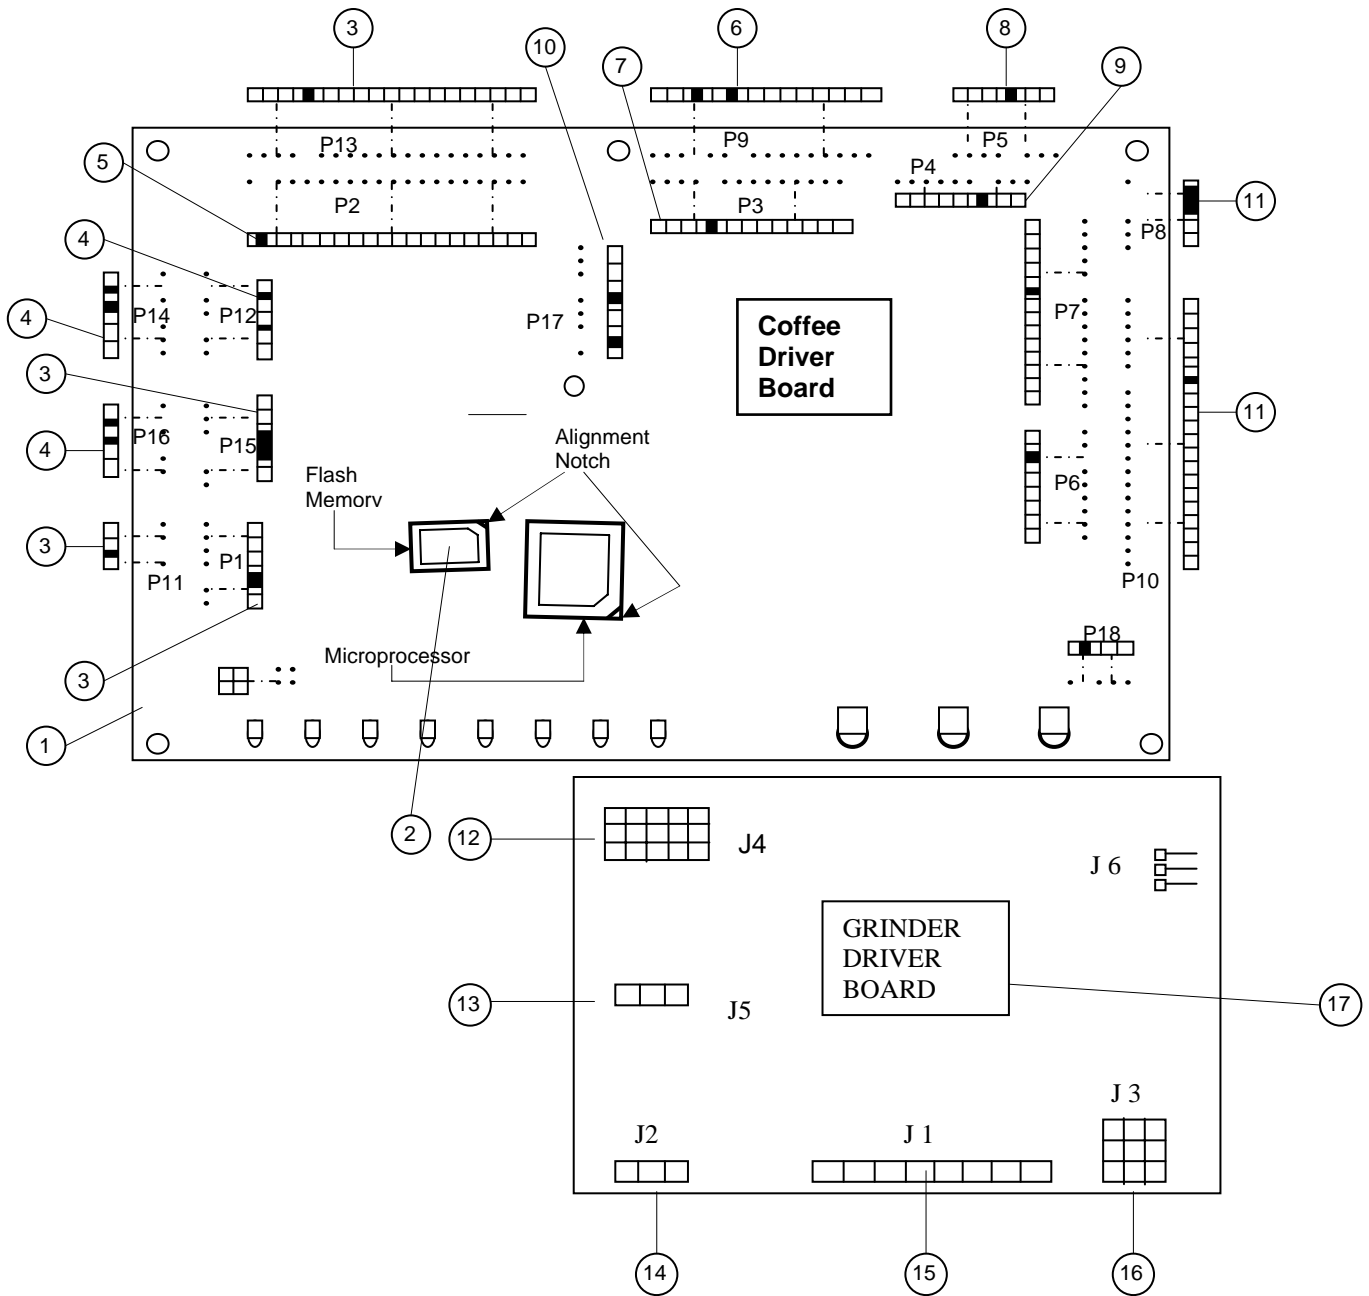 3
6
8
10
7
9
P13
P9
P5
P4
5
P2
P3
11
4
P8
P14
P12
P17
P7
4
Coffee
Driver
Board
3
P16
P15
4
11
Alignment
Notch
Flash
Memory
P6
3
P1
P11
P10
P18
Microprocessor
3
1
2
12
J4
J 6
GRINDER
DRIVER
BOARD
13
J5
17
J 3
J2
J 1
14
15
16